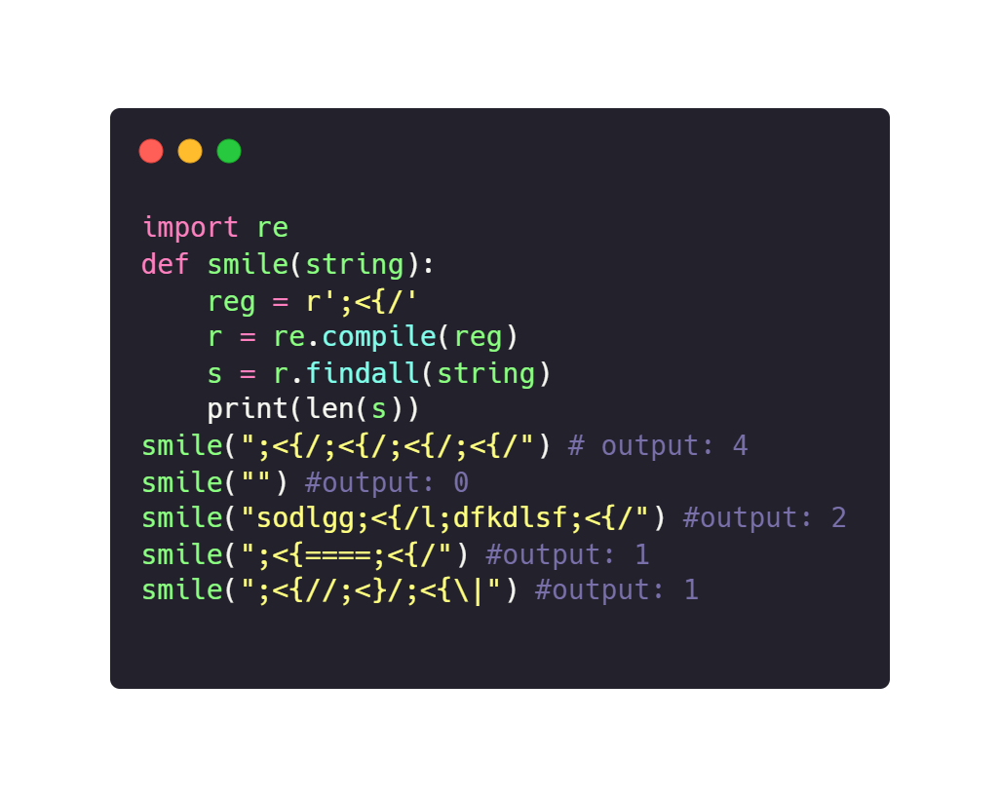 import re
def smile(string):
    reg = r';<{/'
    r = re.compile(reg)
    s = r.findall(string)
    print(len(s))
smile(";<{/;<{/;<{/;<{/") # output: 4
smile("") #output: 0
smile("sodlgg;<{/l;dfkdlsf;<{/") #output: 2
smile(";<{====;<{/") #output: 1
smile(";<{//;<}/;<{\|") #output: 1